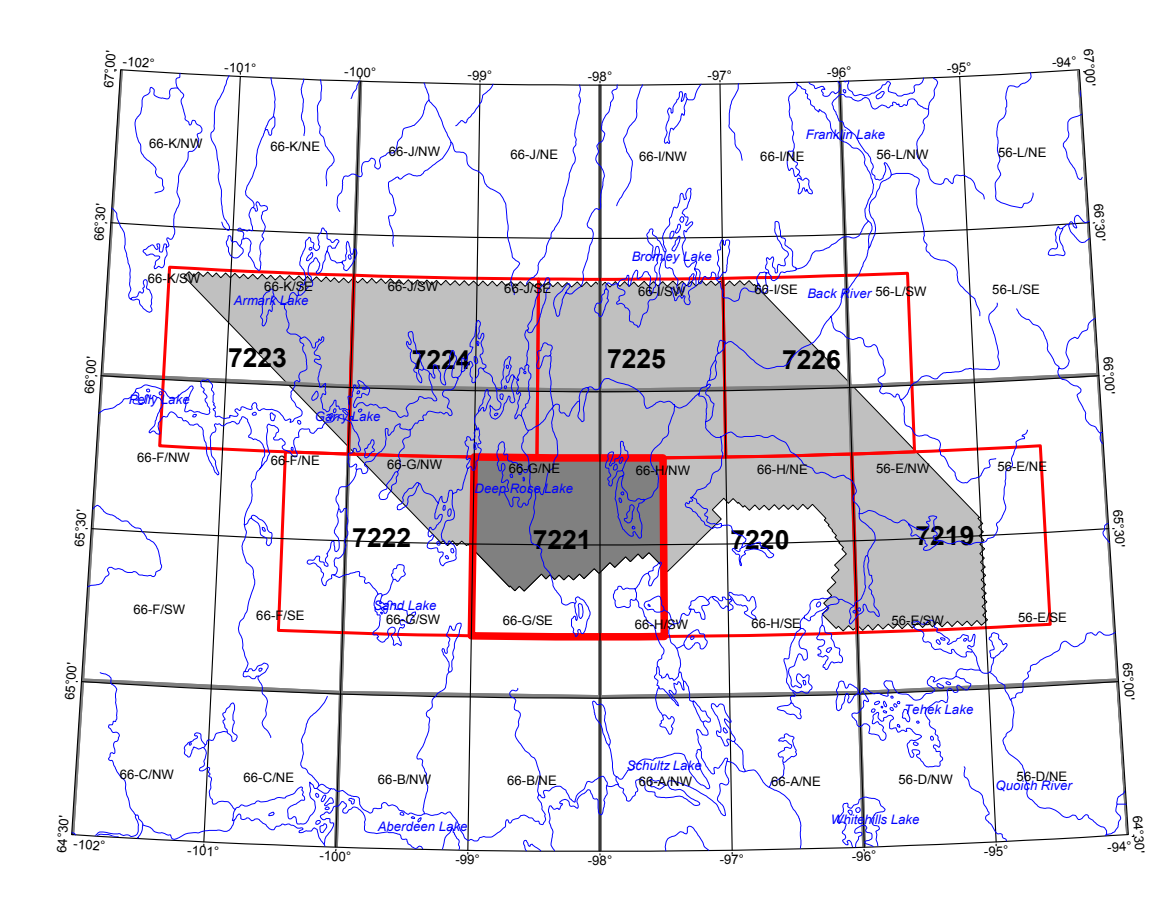 67°00'
-102°
-101°
-100°
-99°
-98°
-97°
-96°
-95°
-94°
67°00'
Franklin Lake
66-K/NW
66-K/NE
66-J/NW
66-J/NE
66-I/NW
66-I/NE
56-L/NW
56-L/NE
66°30'
66°30'
Bromley Lake
66-K/SW
66-K/SE
66-J/SW
66-J/SE
66-I/SW
66-I/SE
Back River
56-L/SW
56-L/SE
Armark Lake
7223
7224
7225
7226
66°00'
66°00'
Pelly Lake
Garry Lake
66-F/NW
66-F/NE
66-G/NW
66-G/NE
66-H/NW
66-H/NE
56-E/NW
56-E/NE
Deep Rose Lake
65°30'
7222
7221
7220
7219
65°30'
66-F/SW
66-F/SE
Sand Lake
66-G/SW
66-G/SE
66-H/SW
66-H/SE
56-E/SW
56-E/SE
65°00'
65°00'
Tehek Lake
Schultz Lake
66-C/NW
66-C/NE
66-B/NW
66-B/NE
66-A/NW
66-A/NE
56-D/NW
56-D/NE
Quoich River
Aberdeen Lake
Whitehills Lake
64°30'
64°30'
-102°
-101°
-100°
-99°
-98°
-97°
-96°
-95°
-94°